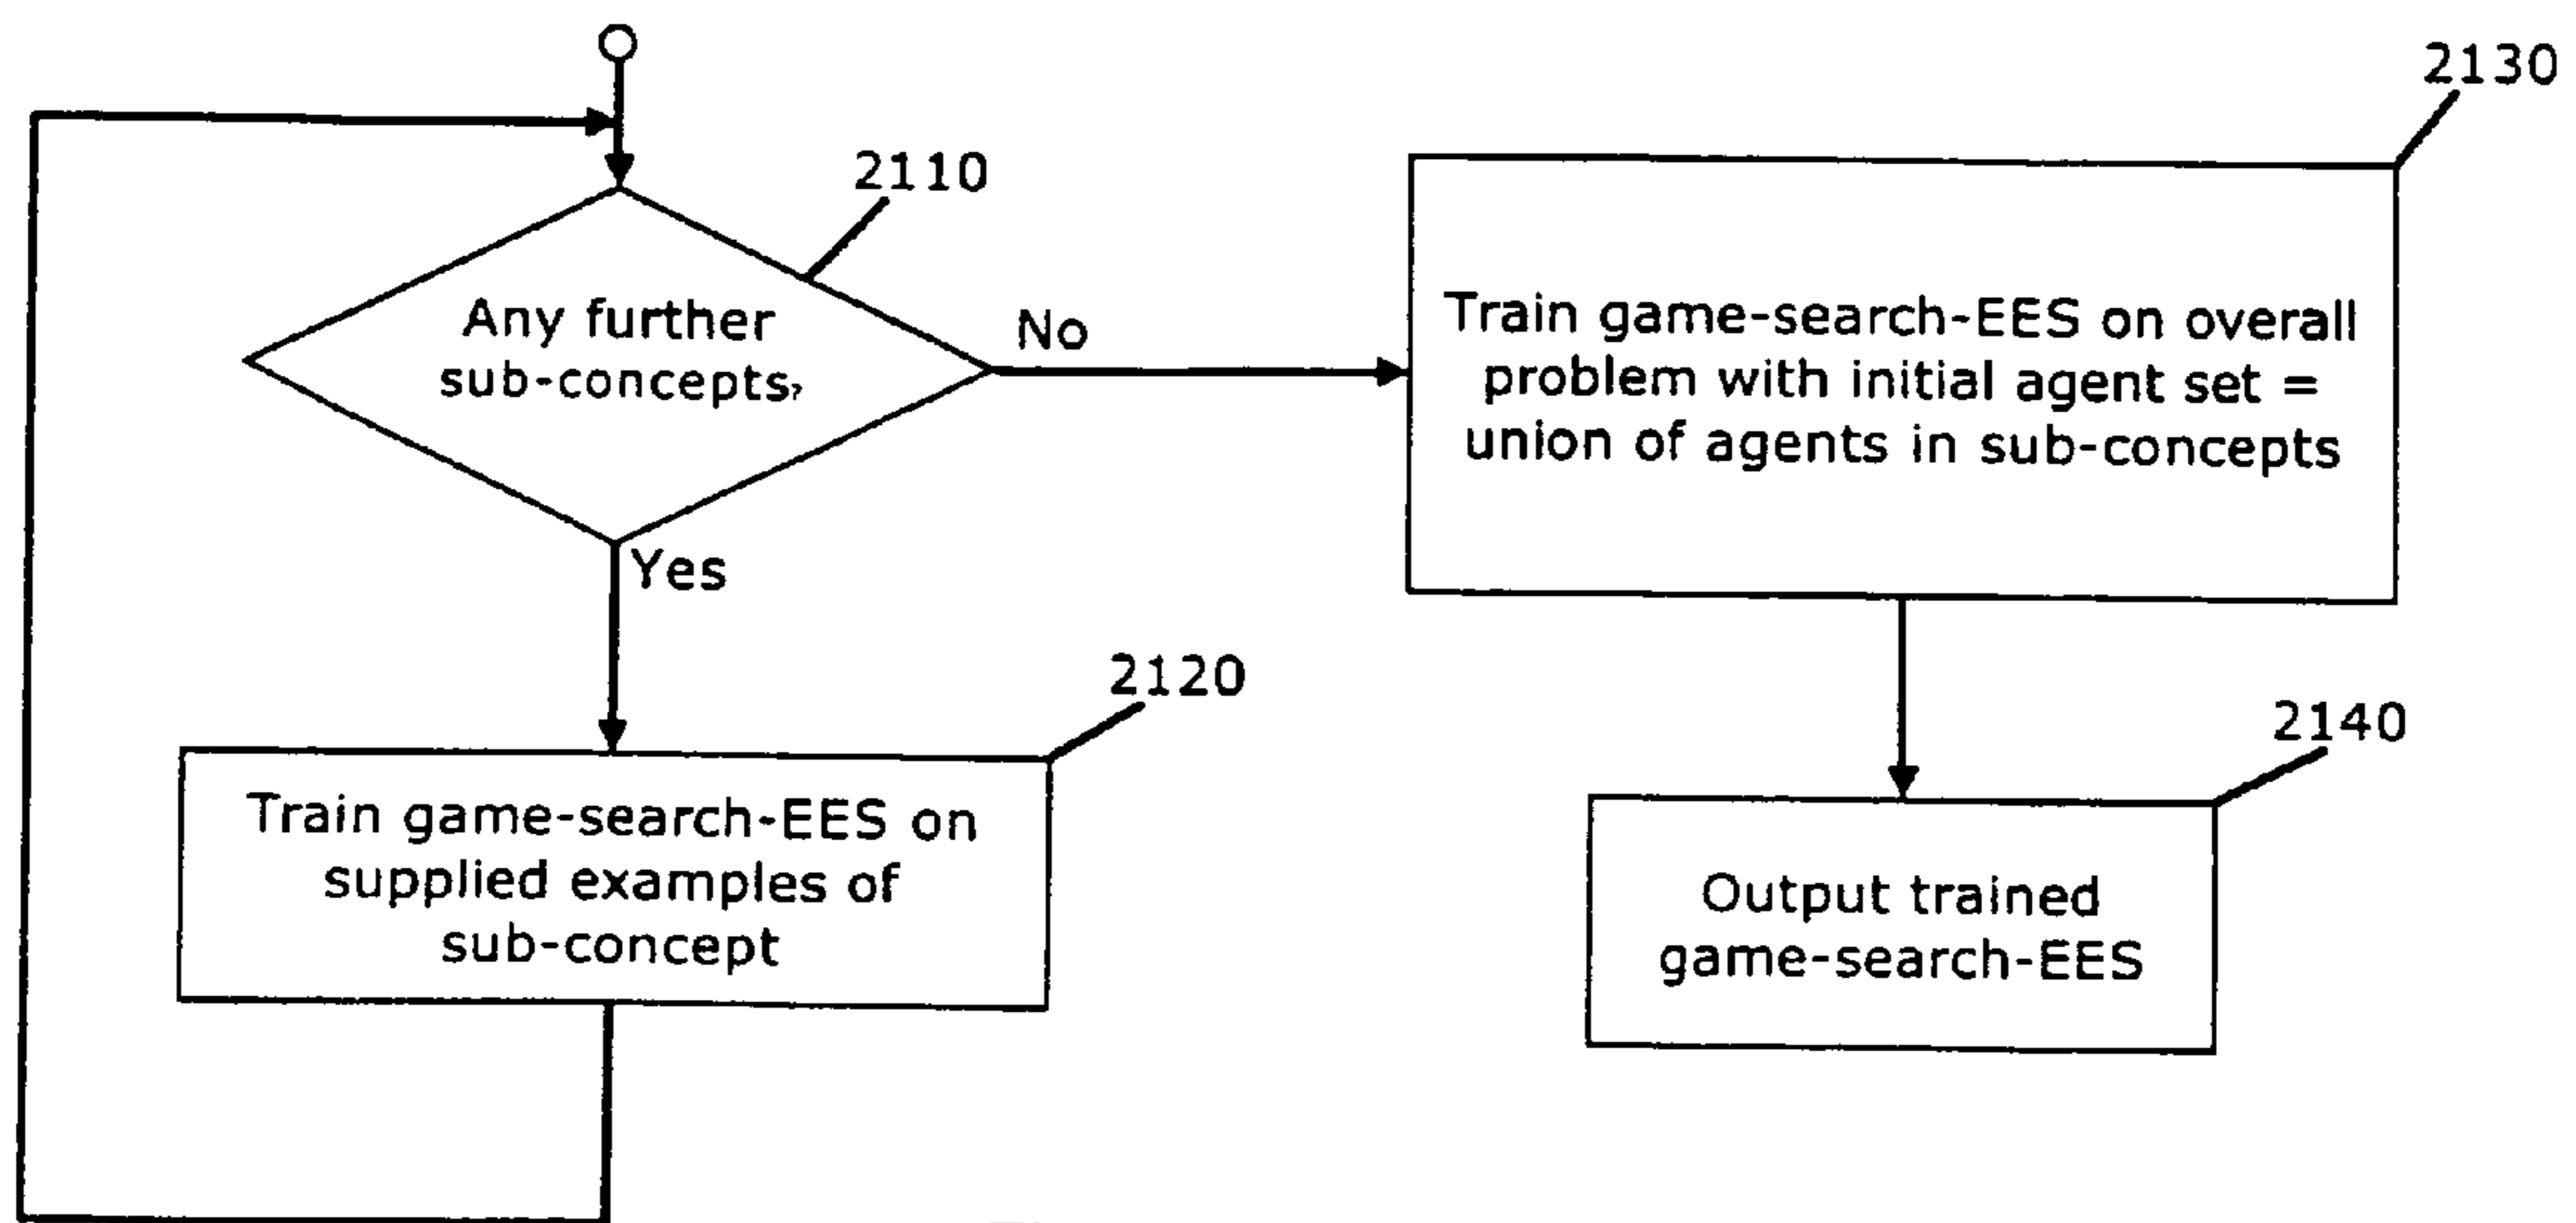 2110
Any further
sub-concepts?
No
Yes
2120
Train game-search-EES on
supplied examples of
sub-concept
2130
Train game-search-EES on overall
problem with initial agent set =
union of agents in sub-concepts
2140
Output trained
game-search-EES